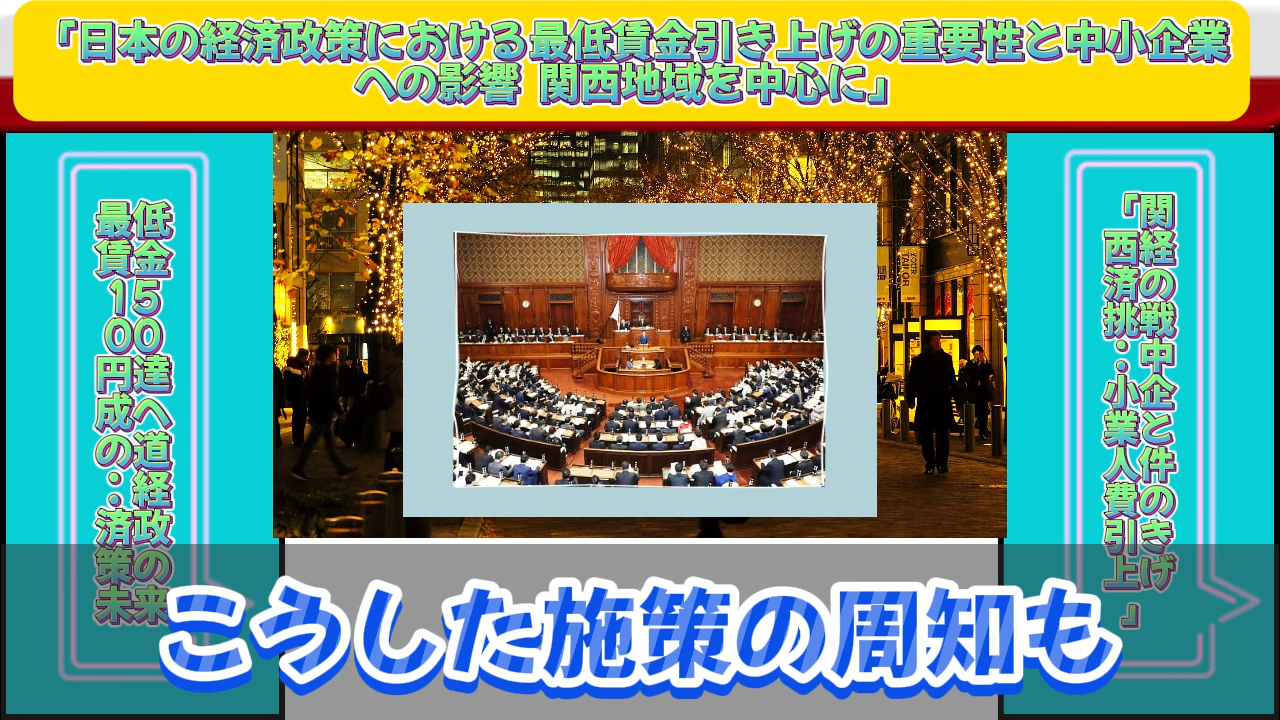 「日本の経済政策における最低賃金引き上げの重要性と中小企業
への影響 関西地域を中心に」
最低
賃金
15
00
円達
成へ
の道
：経
済政
策の
未来
「関
西経
済の
挑戦
：中
小企
業と
人件
費の
引き
上げ
」
こうした施策の周知も